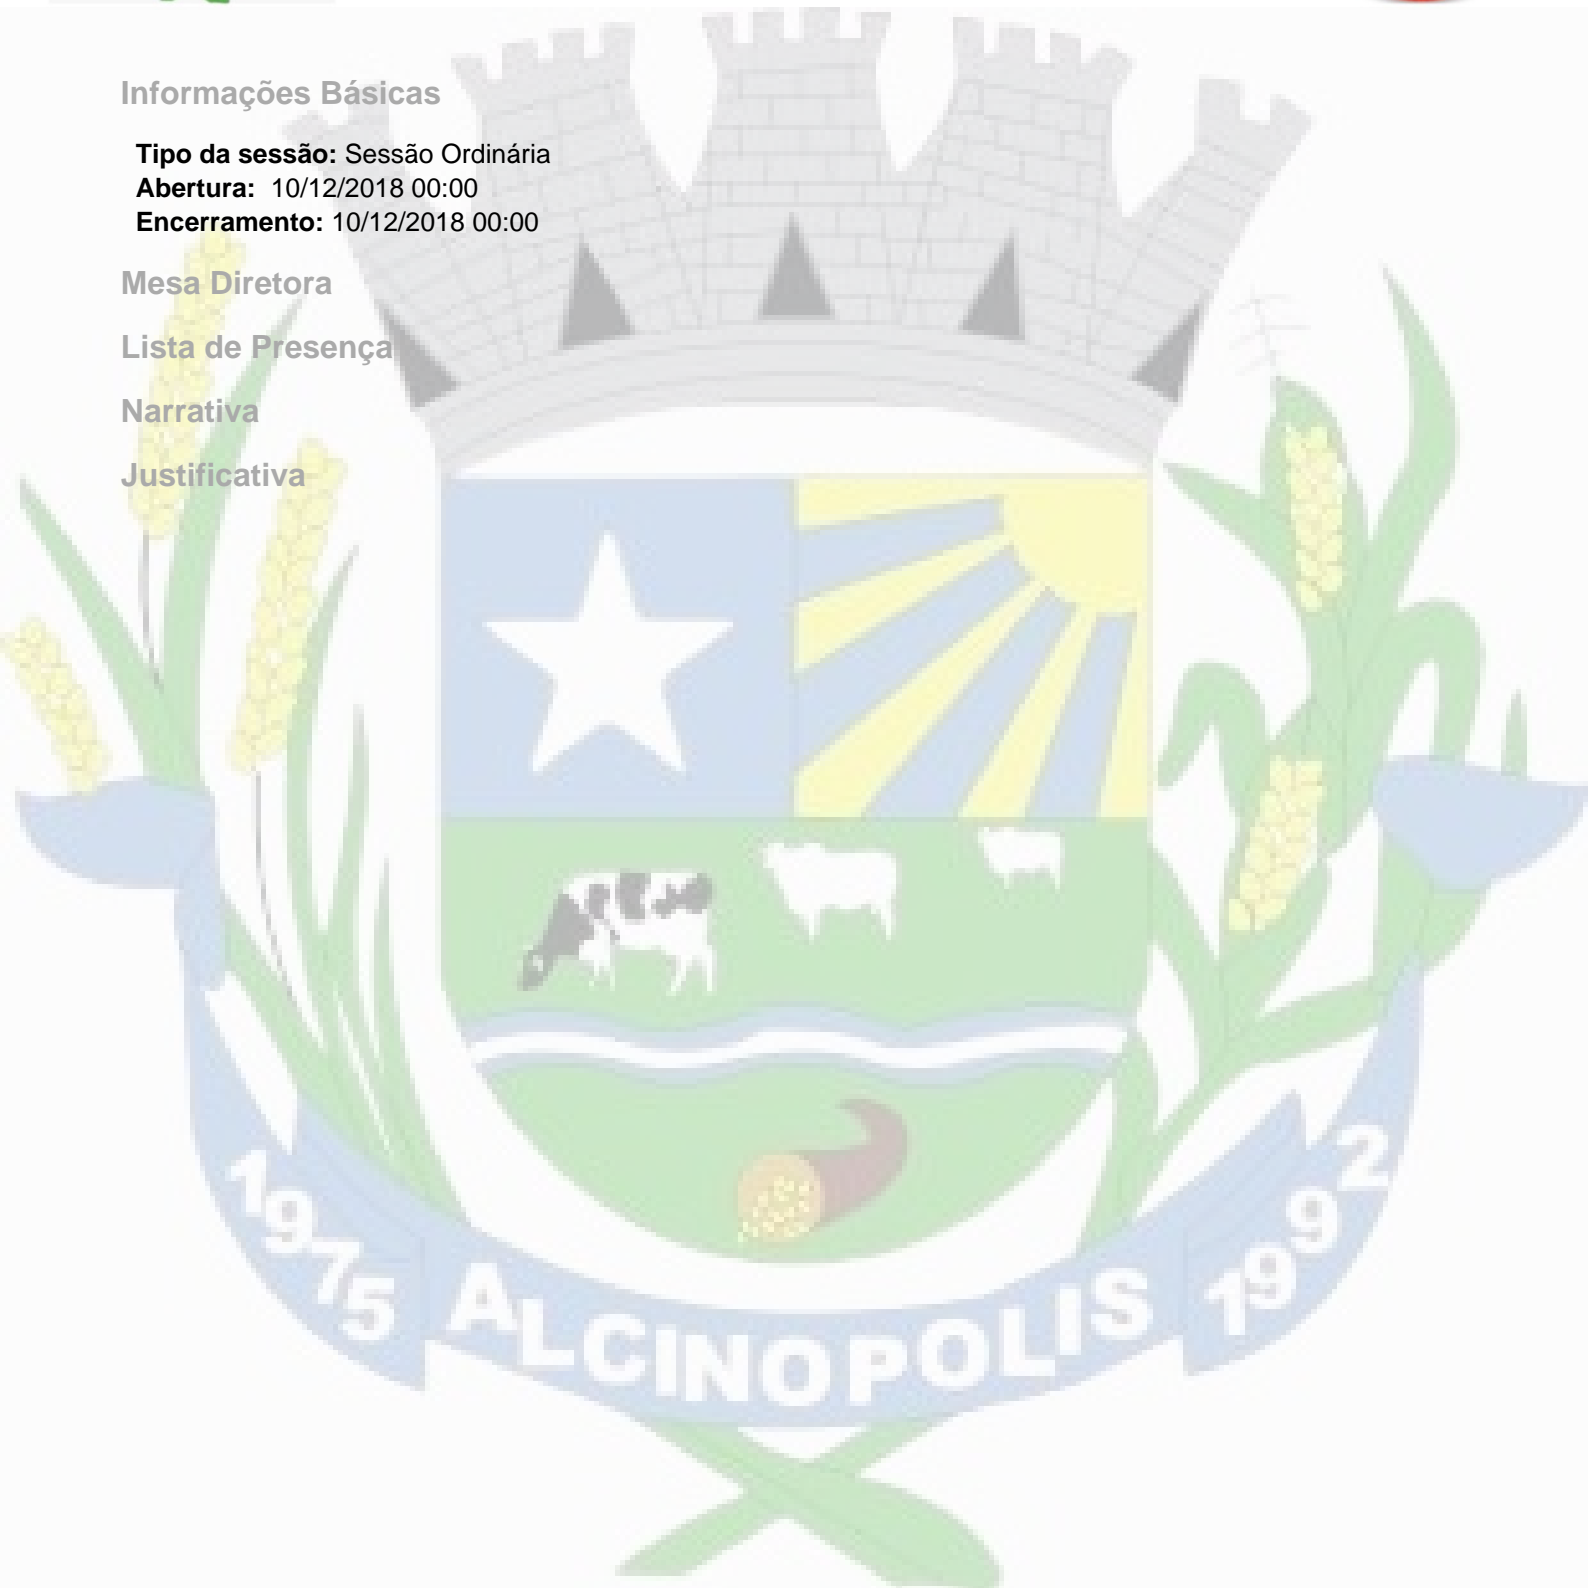 Informações Básicas
Tipo da sessão: Sessão Ordinária
Abertura: 10/12/2018 00:00
Encerramento: 10/12/2018 00:00
Mesa Diretora
Lista de Presença
Narrativa
Justificativa
1975 ALCINOPOLIS 1992